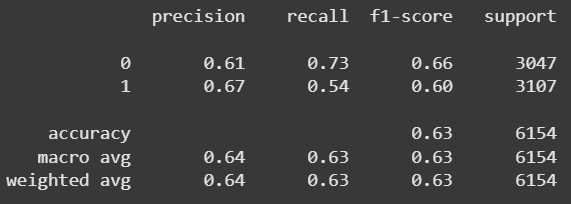 precision recall f1-score support
0 0.61 0.73 0.66 3047
1 0.67 0.54 0.60 3107
accuracy 0.63 6154
macro avg 0.64 0.63 0.63 6154
weighted avg 0.64 0.63 0.63 6154